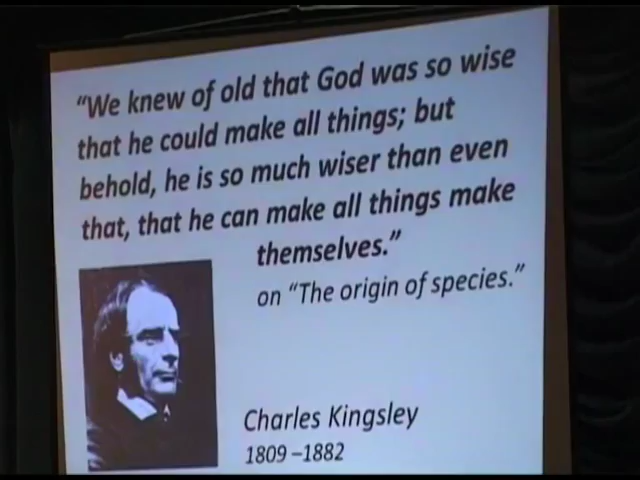 “We knew of old that God was so wise
that he could make all things; but
behold, he is so much wiser than even
that, that he can make all things make
themselves.”
on “The origin of species.”
Charles Kingsley
1809 –1882